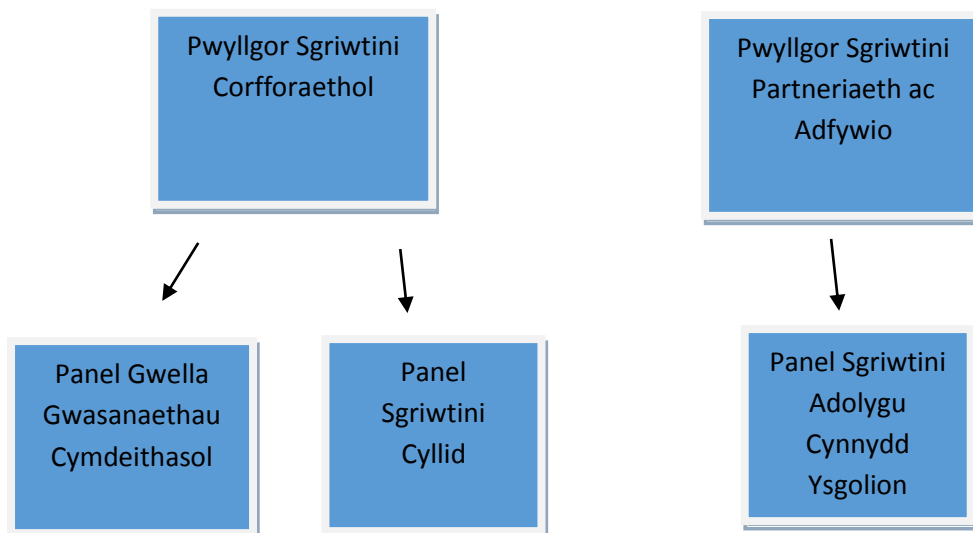 Pwyllgor Sgriwtini
Corfforaethol
Pwyllgor Sgriwtini
Partneriaeth ac
Adfywio
Panel Gwella
Gwasanaethau
Cymdeithasol
Panel
Sgriwtini
Cyllid
Panel Sgriwtini
Adolygu
Cynnydd
Ysgolion